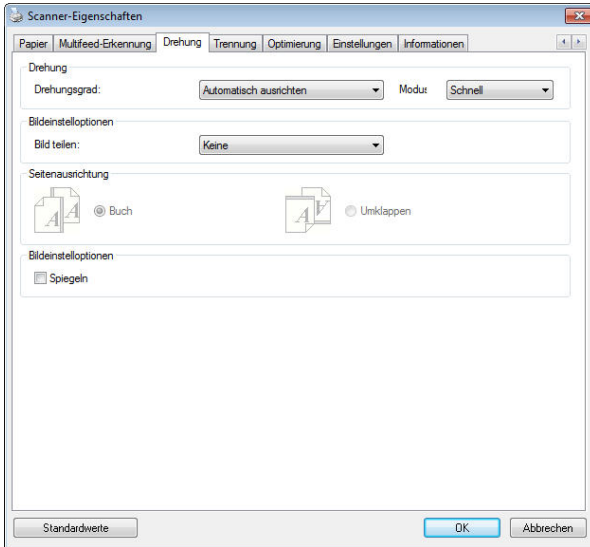 Scanner-Eigenschaften
Papier Multifeed-Erkennung Drehung Trennung Optimierung Einstellungen Informationen
Drehung
Drehungsgrad: Automatisch ausrichten Modus Schnell
Bildeinstelloptionen
Bild teilen: Keine
Seitenausrichtung
A A Buch A A Umklappen
Bildeinstelloptionen
Spiegeln
Standardwerte OK Abbrechen